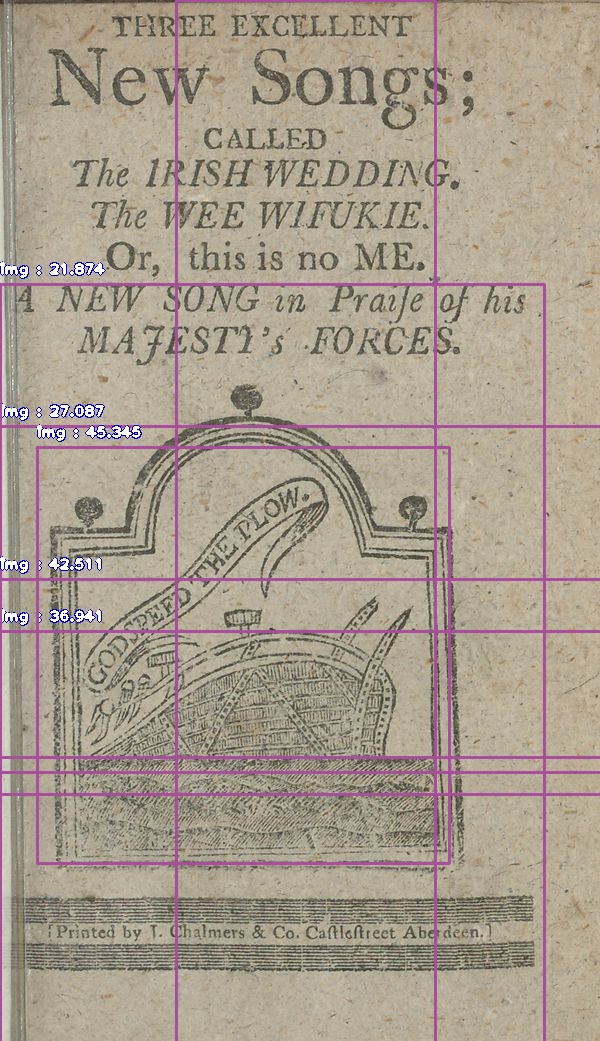 THREE EXCELLENT
New Songs;
CALLED
The IRISH WEDDING.
The WEE WIFUKIE.
Or, this is no ME.
A NEW SONG in Praiſe of his
MAJESTY's FORCES.
GOD SPEED THE PLOW.
[Printed by J. Chalmers & Co. Caſtleſtreet Aberdeen.]
img : 21.874
img : 27.087
img : 45.345
img : 42.511
img : 36.941